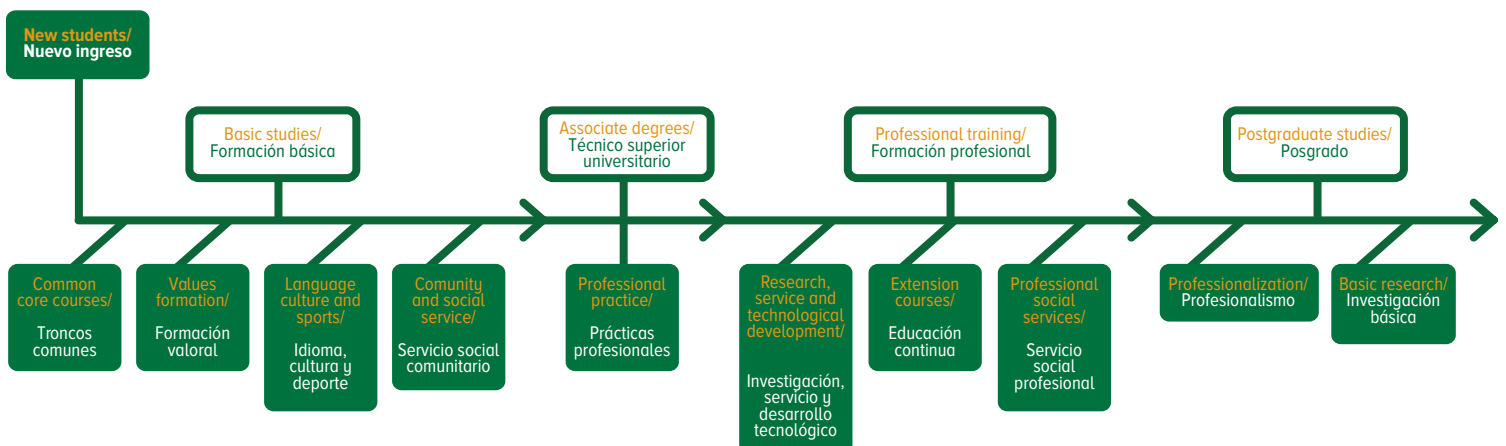 New students/
Nuevo ingreso
Basic studies/
Formación básica
Associate degrees/
Técnico superior
universitario
Professional training/
Formación profesional
Postgraduate studies/
Posgrado
Common
core courses/
Troncos
comunes
Values
formation/
Formación
valoral
Language
culture and
sports/
Idioma,
cultura y
deporte
Comunity
and social
service/
Servicio social
comunitario
Professional
practice/
Prácticas
profesionales
Research,
service and
technological
development/
Investigación,
servicio y
desarrollo
tecnológico
Extension
courses/
Educación
continua
Professional
social
services/
Servicio
social
profesional
Professionalization/
Profesionalismo
Basic research/
Investigación
básica